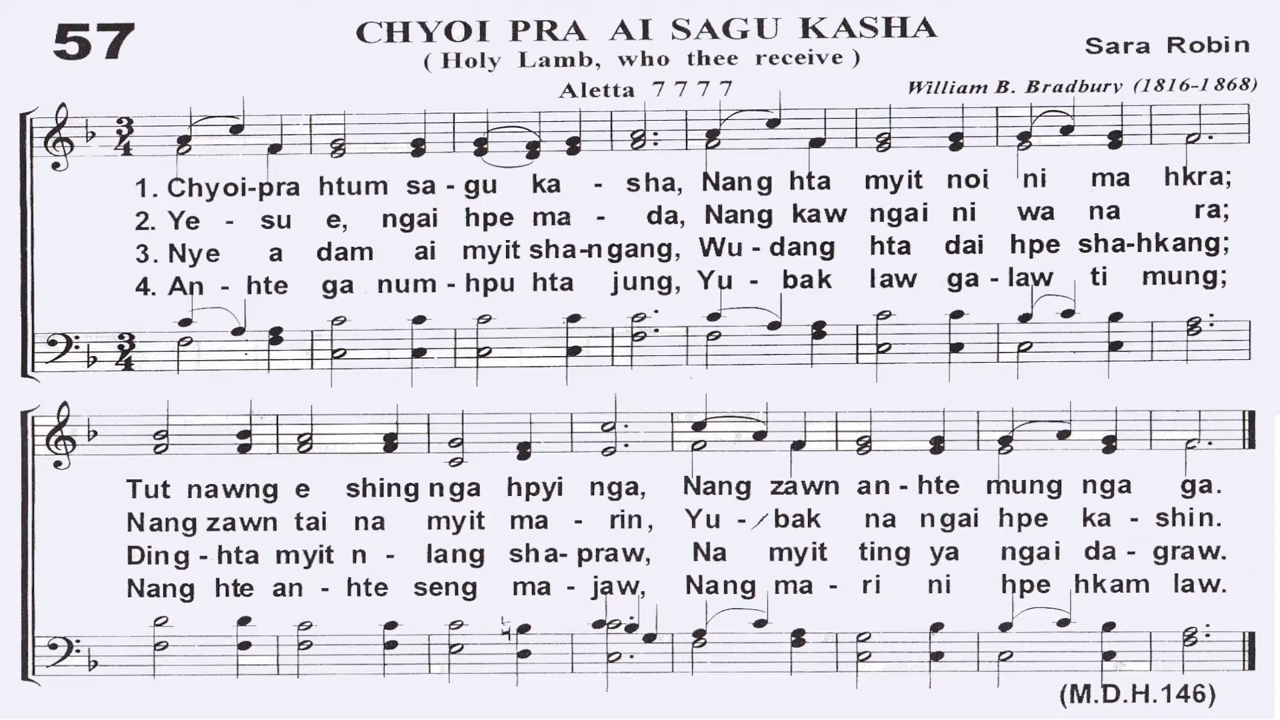 57
CHYOI PRA AI SAGU KASHA
(Holy Lamb, who thee receive)
Sara Robin
Aletta 7 7 7 7
William B. Bradbury (1816-1868)
1. Chyoi-pra htum sa-gu ka - sha, Nang hta myit noi ni ma hkra;
2. Ye - su e, ngai hpe ma - da, Nang kaw ngai ni wa na ra;
3. Nye a dam ai myit sha-ngang, Wu-dang hta dai hpe sha-hkang;
4. An - hte ga num-hpu hta jung, Yu - bak law ga-law ti mung;
Tut nawng e shing nga hpyi nga, Nang zawn an-hte mung nga ga.
Nang zawn tai na myit ma - rin, Yu - bak na ngai hpe ka - shin.
Ding-hta myit n - lang sha-praw, Na myit ting ya ngai da - graw.
Nang hte an - hte seng ma - jaw, Nang ma - ri ni hpe hkam law.
(M.D.H.146)